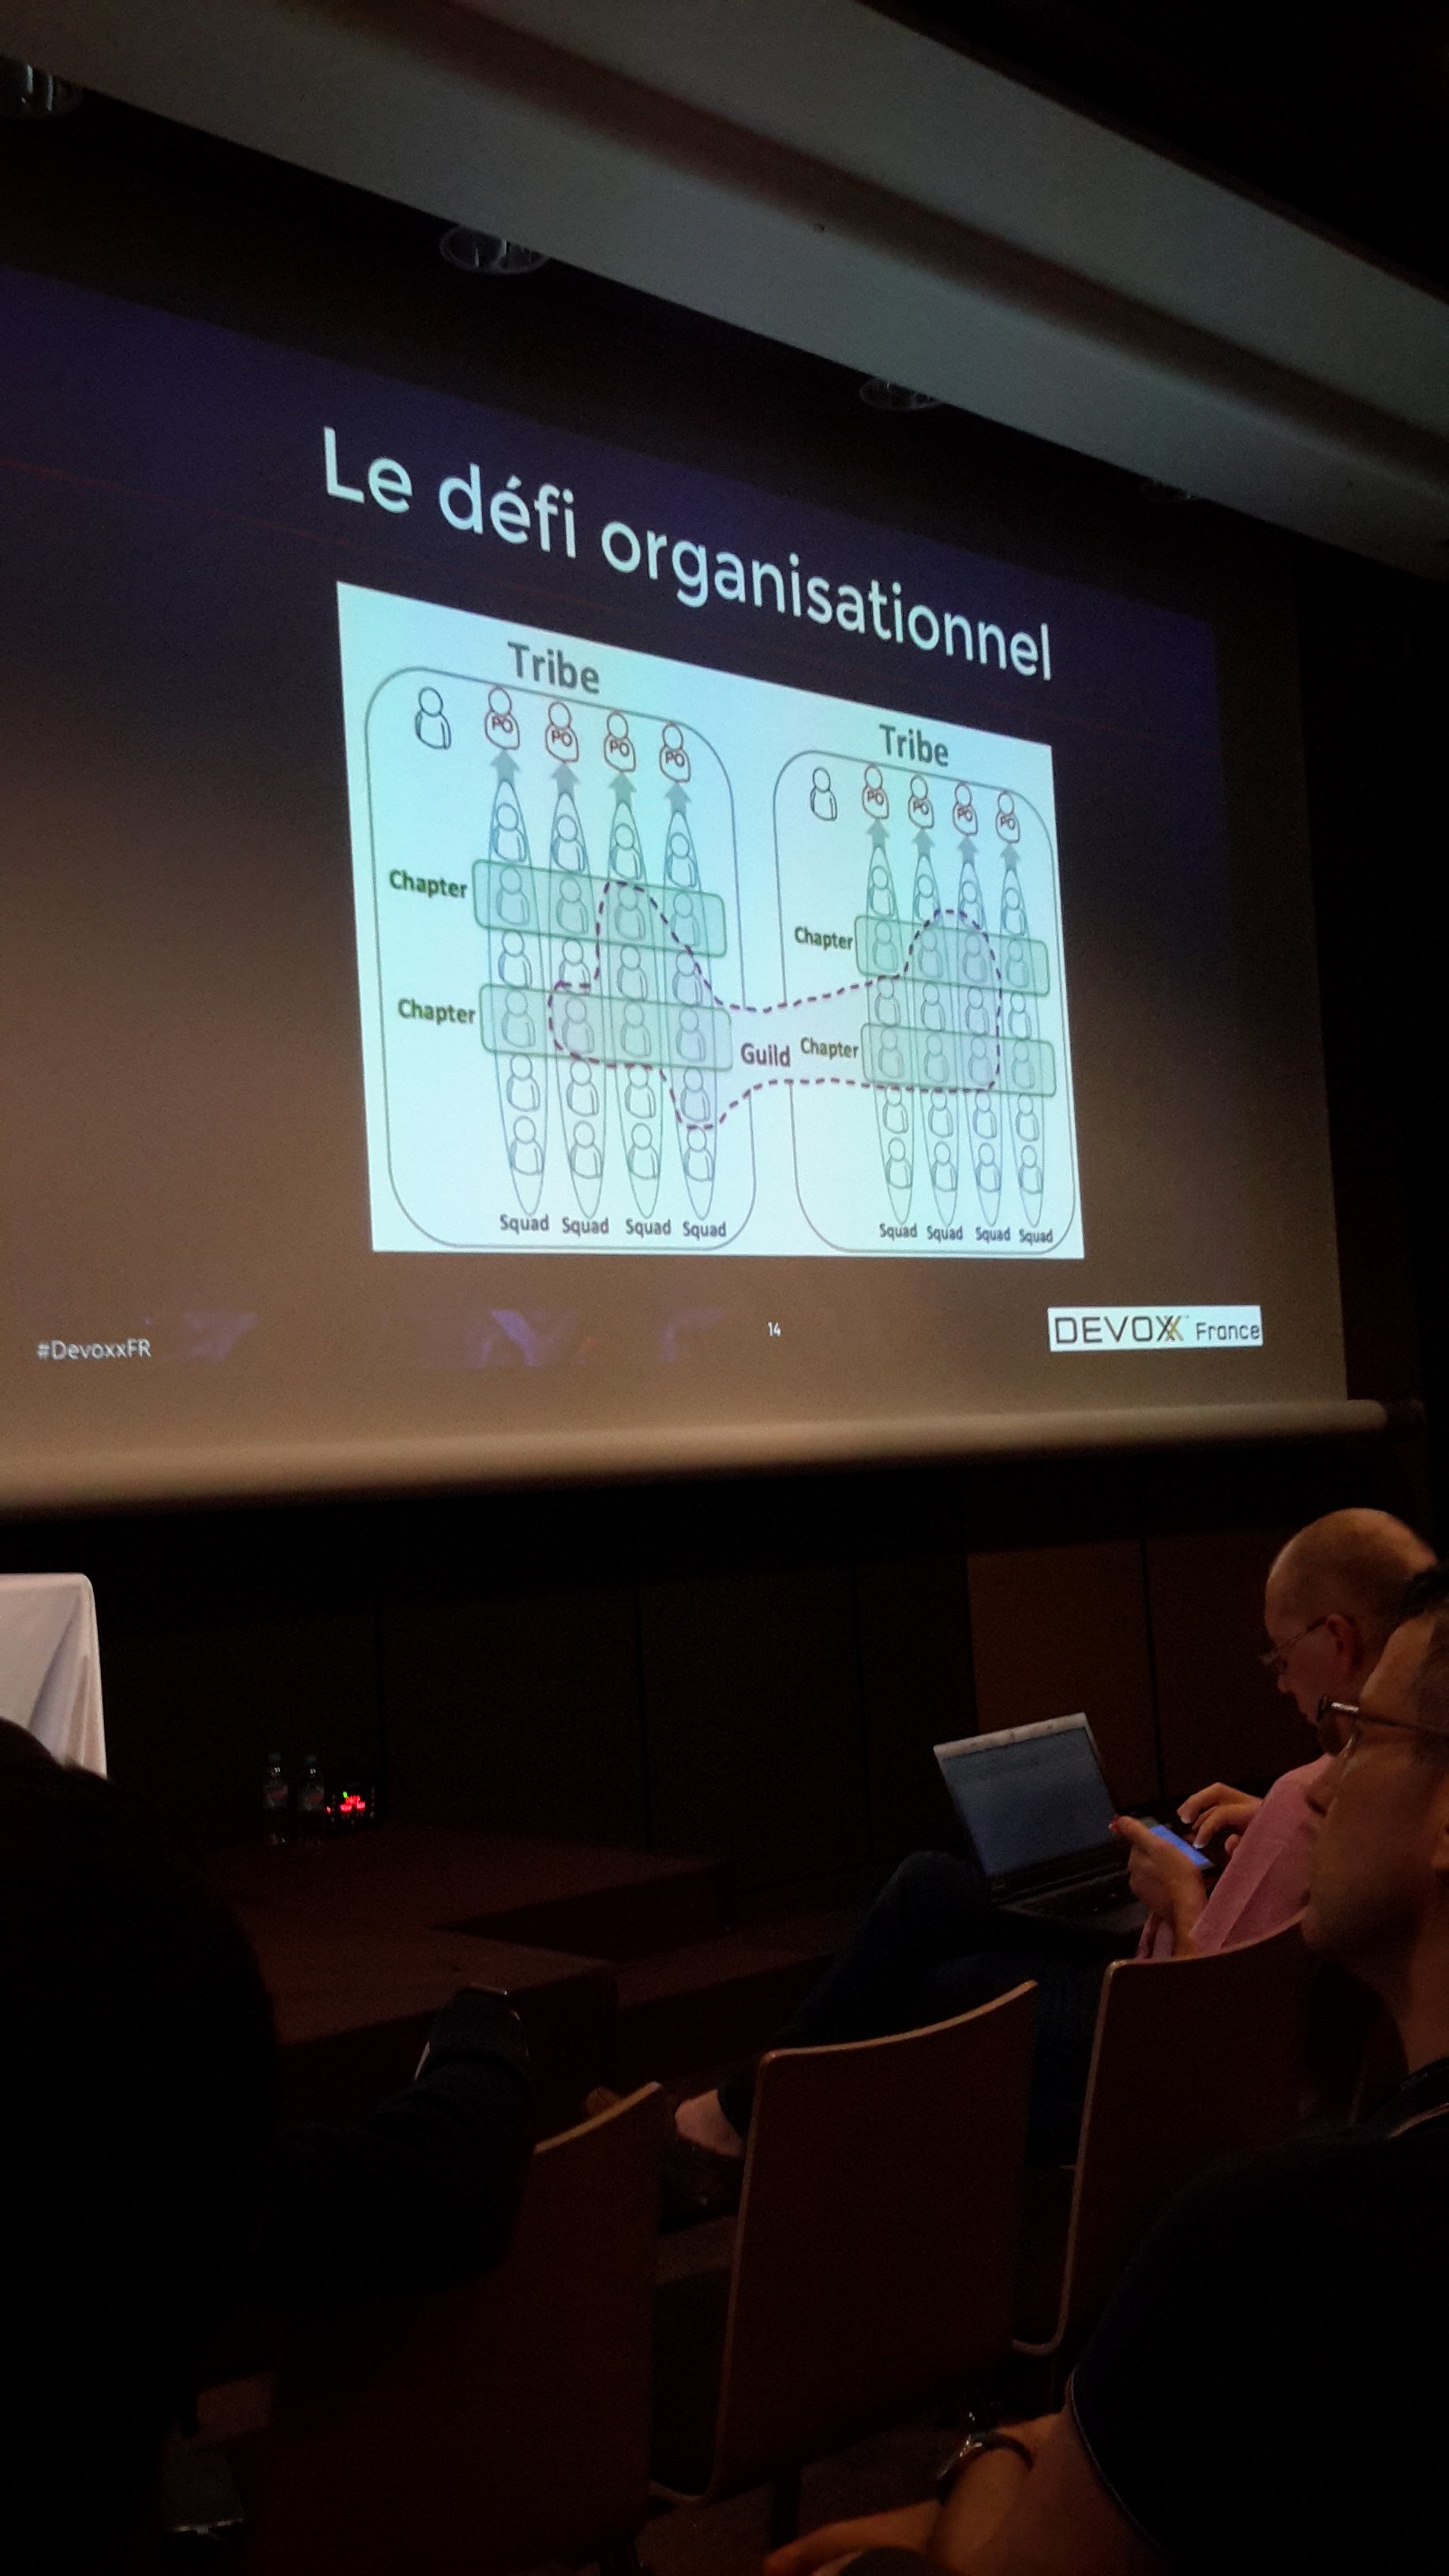 Le défi organisationnel
Tribe
PO PO PO PO
Chapter
Chapter
Squad Squad Squad Squad
Guild
Tribe
PO PO PO PO
Chapter
Chapter
Squad Squad Squad Squad
#DevoxxFR
14
DEVOXX™ France